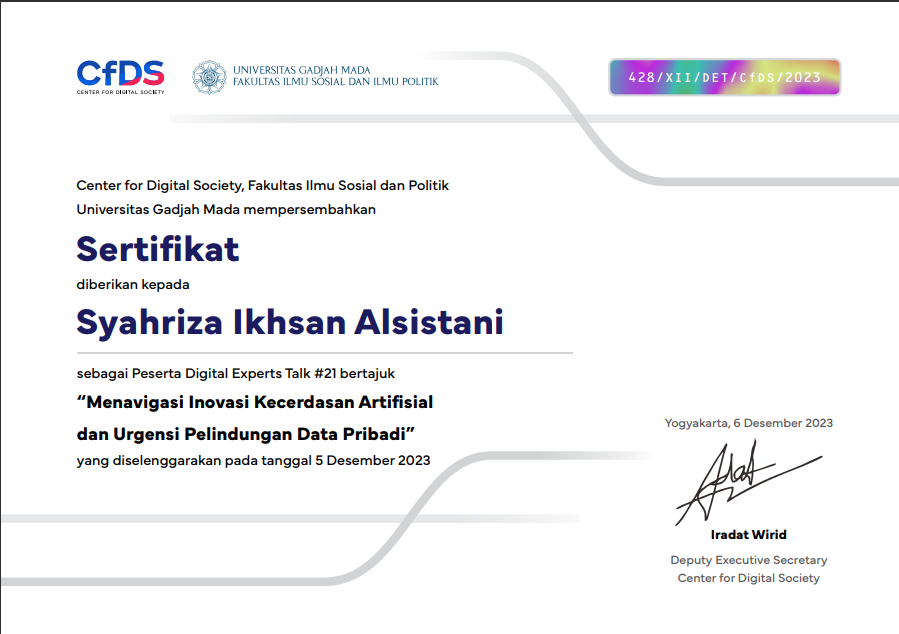 CfDS
CENTER FOR DIGITAL SOCIETY
UNIVERSITAS GADJAH MADA
FAKULTAS ILMU SOSIAL DAN ILMU POLITIK
428/XII/DET/CfDS/2023
Center for Digital Society, Fakultas Ilmu Sosial dan Politik
Universitas Gadjah Mada mempersembahkan
Sertifikat
diberikan kepada
Syahriza Ikhsan Alsistani
sebagai Peserta Digital Experts Talk #21 bertajuk
“Menavigasi Inovasi Kecerdasan Artifisial
dan Urgensi Pelindungan Data Pribadi”
yang diselenggarakan pada tanggal 5 Desember 2023
Yogyakarta, 6 Desember 2023
Iradat Wirid
Deputy Executive Secretary
Center for Digital Society